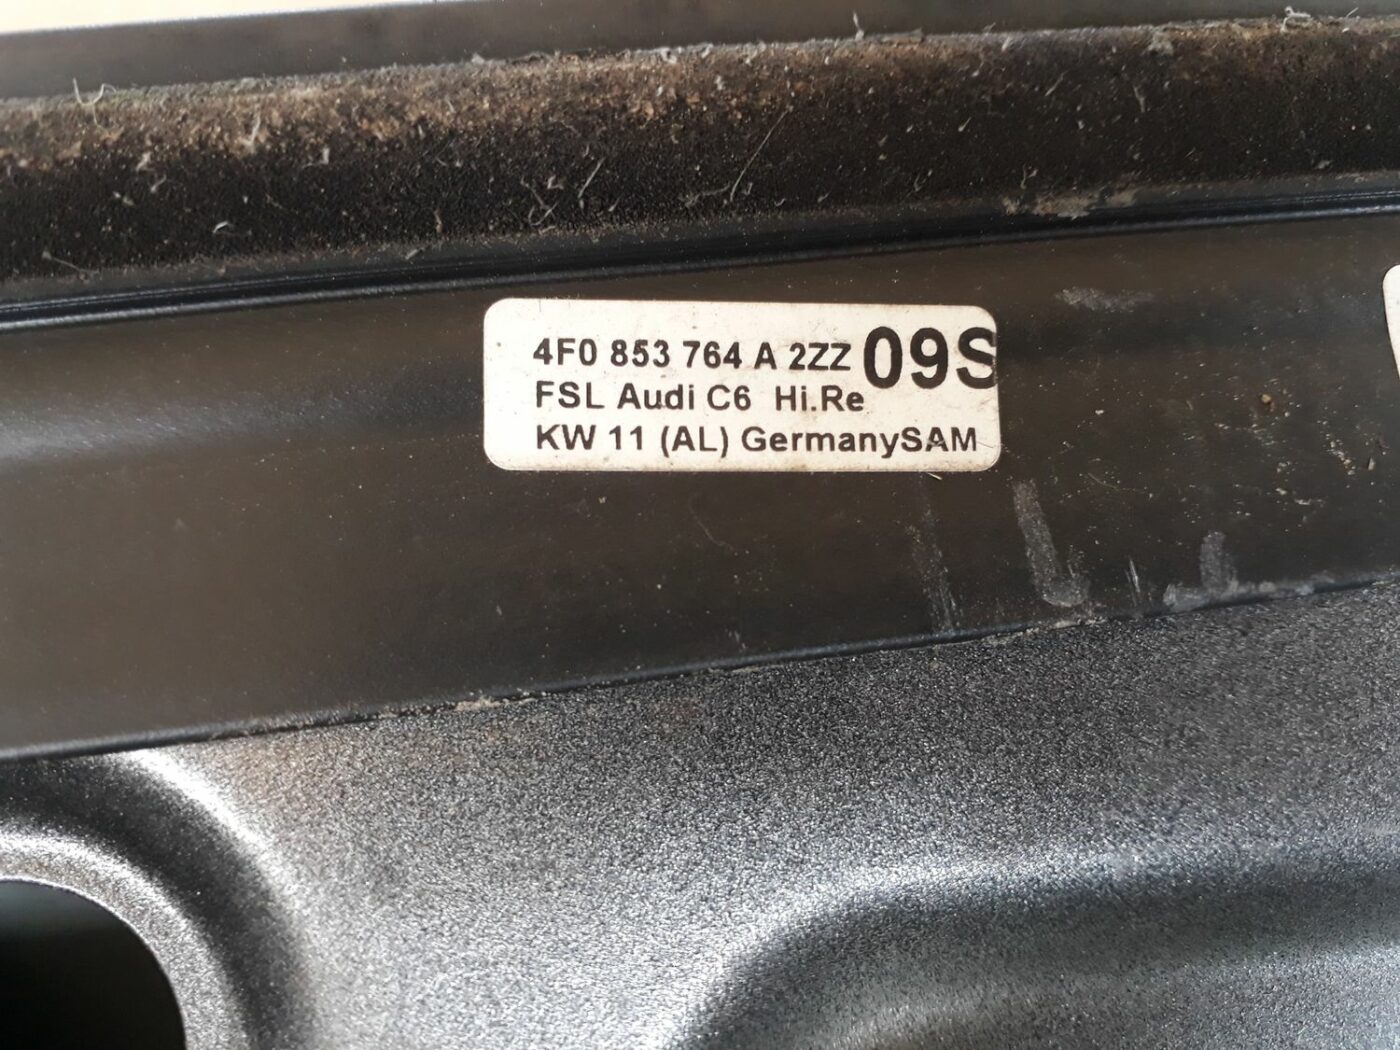 4F0 853 764 A 2ZZ 09S
FSL Audi C6 Hi.Re
KW 11 (AL) GermanySAM